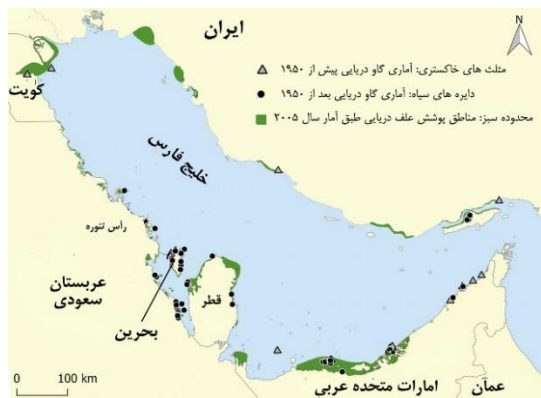 ایران
N
مثلث های خاکستری: آماری گاو دریایی پیش از ۱۹۵۰
دایره های سیاه: آماری گاو دریایی بعد از ۱۹۵۰
محدوده سبز: مناطق پوشش علف دریایی طبق آمار سال ۲۰۰۵
کویت
خلیج فارس
رأس تنوره
عربستان
سعودی
قطر
بحرین
امارات متحده عربی
عمان
0 100 km